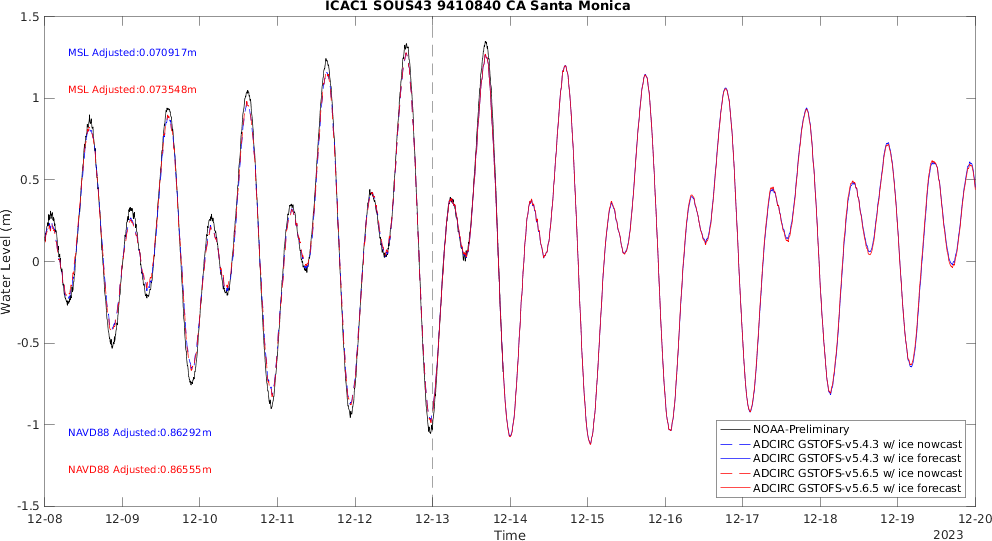 ICAC1 SOUS43 9410840 CA Santa Monica
1.5
1
0.5
0
-0.5
-1
-1.5
Water Level (m)
MSL Adjusted:0.070917m
MSL Adjusted:0.073548m
NAVD88 Adjusted:0.86292m
NAVD88 Adjusted:0.86555m
NOAA-Preliminary
ADCIRC GSTOFS-v5.4.3 w/ ice nowcast
ADCIRC GSTOFS-v5.4.3 w/ ice forecast
ADCIRC GSTOFS-v5.6.5 w/ ice nowcast
ADCIRC GSTOFS-v5.6.5 w/ ice forecast
12-08 12-09 12-10 12-11 12-12 12-13 12-14 12-15 12-16 12-17 12-18 12-19 12-20
Time
2023